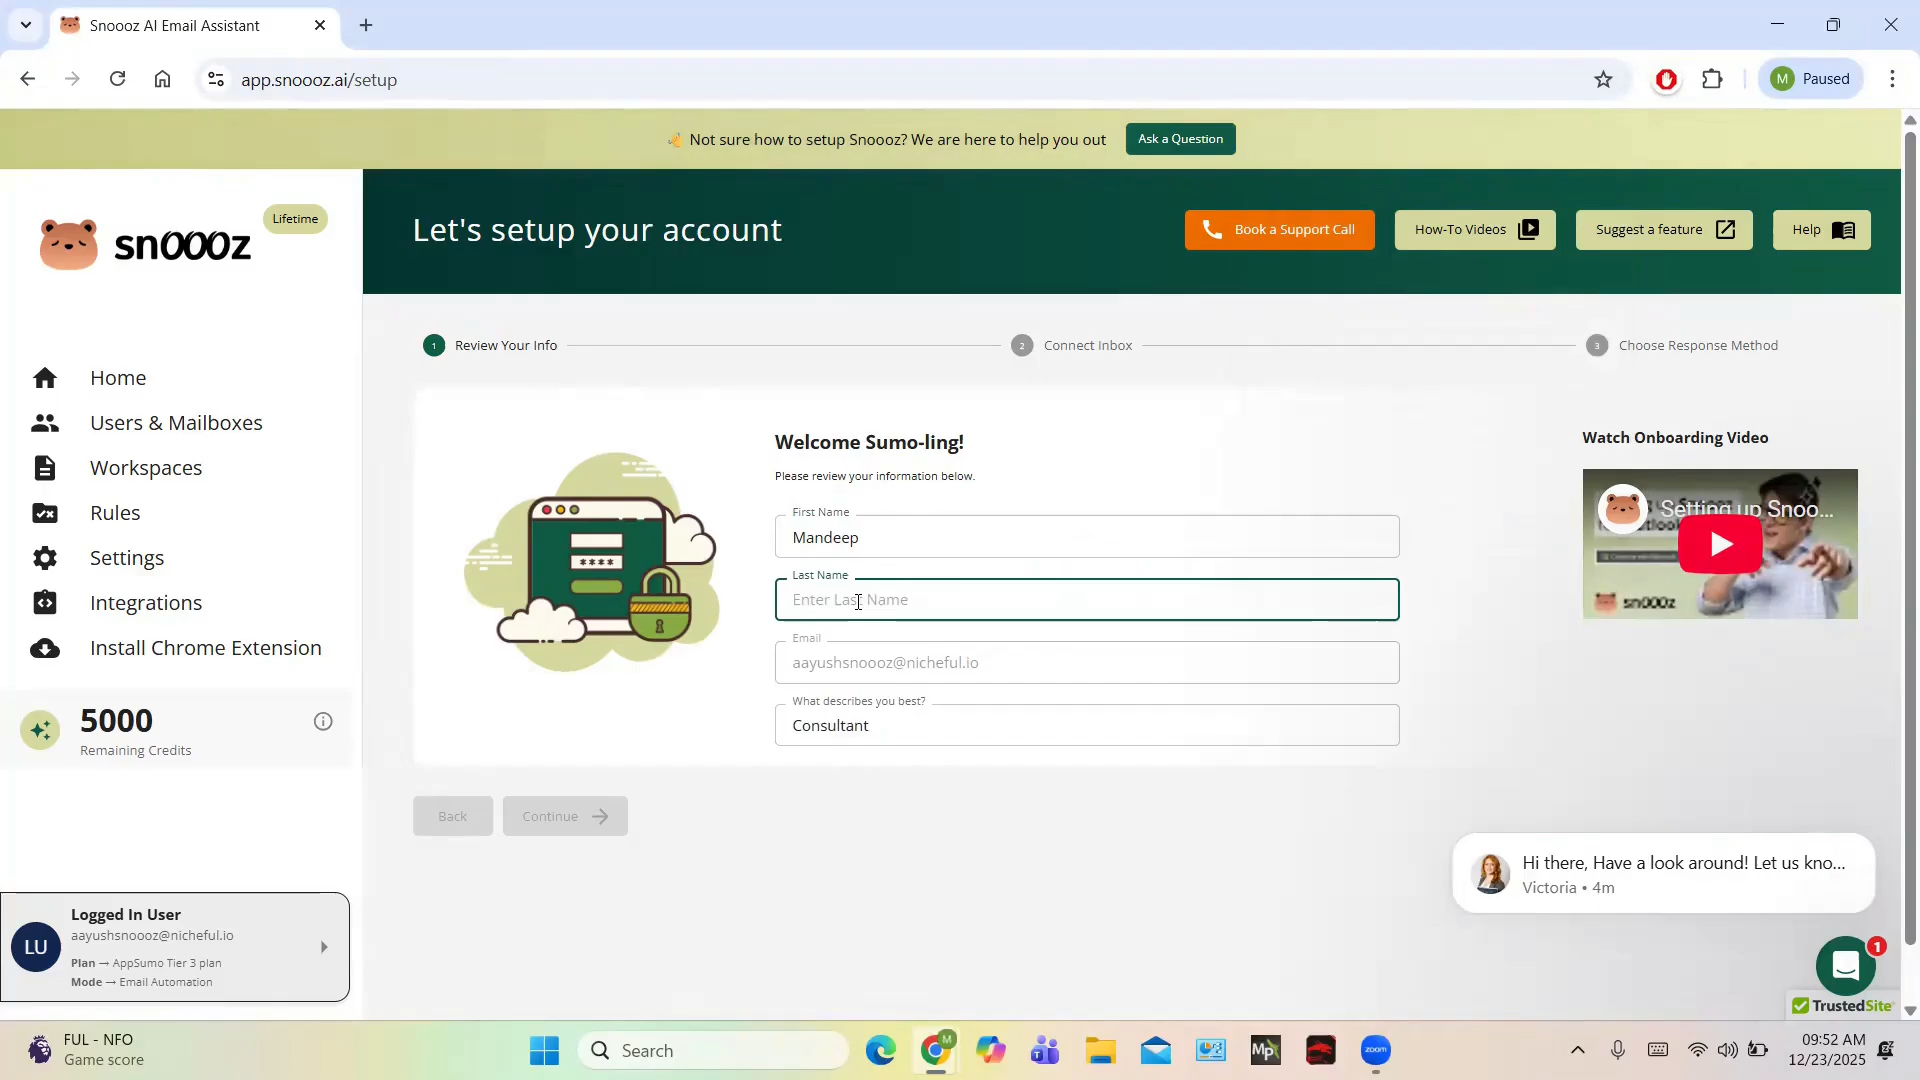 Snoooz AI Email Assistant
app.snoooz.ai/setup
M Paused
Not sure how to setup Snoooz? We are here to help you out
Ask a Question
snoooz
Lifetime
Let's setup your account
Book a Support Call
How-To Videos
Suggest a feature
Help
1 Review Your Info
2 Connect Inbox
3 Choose Response Method
Home
Users & Mailboxes
Workspaces
Rules
Settings
Integrations
Install Chrome Extension
5000
Remaining Credits
Welcome Sumo-ling!
Please review your information below.
First Name
Mandeep
Last Name
Enter Last Name
Email
aayushsnoooz@nicheful.io
What describes you best?
Consultant
****
Watch Onboarding Video
Setting up Snoo...
snoooz
Back
Continue
Hi there, Have a look around! Let us kno...
Victoria • 4m
1
TrustedSite
LU
Logged In User
aayushsnoooz@nicheful.io
Plan → AppSumo Tier 3 plan
Mode → Email Automation
FUL - NFO
Game score
Search
M
Mp
zoom
09:52 AM
12/23/2025